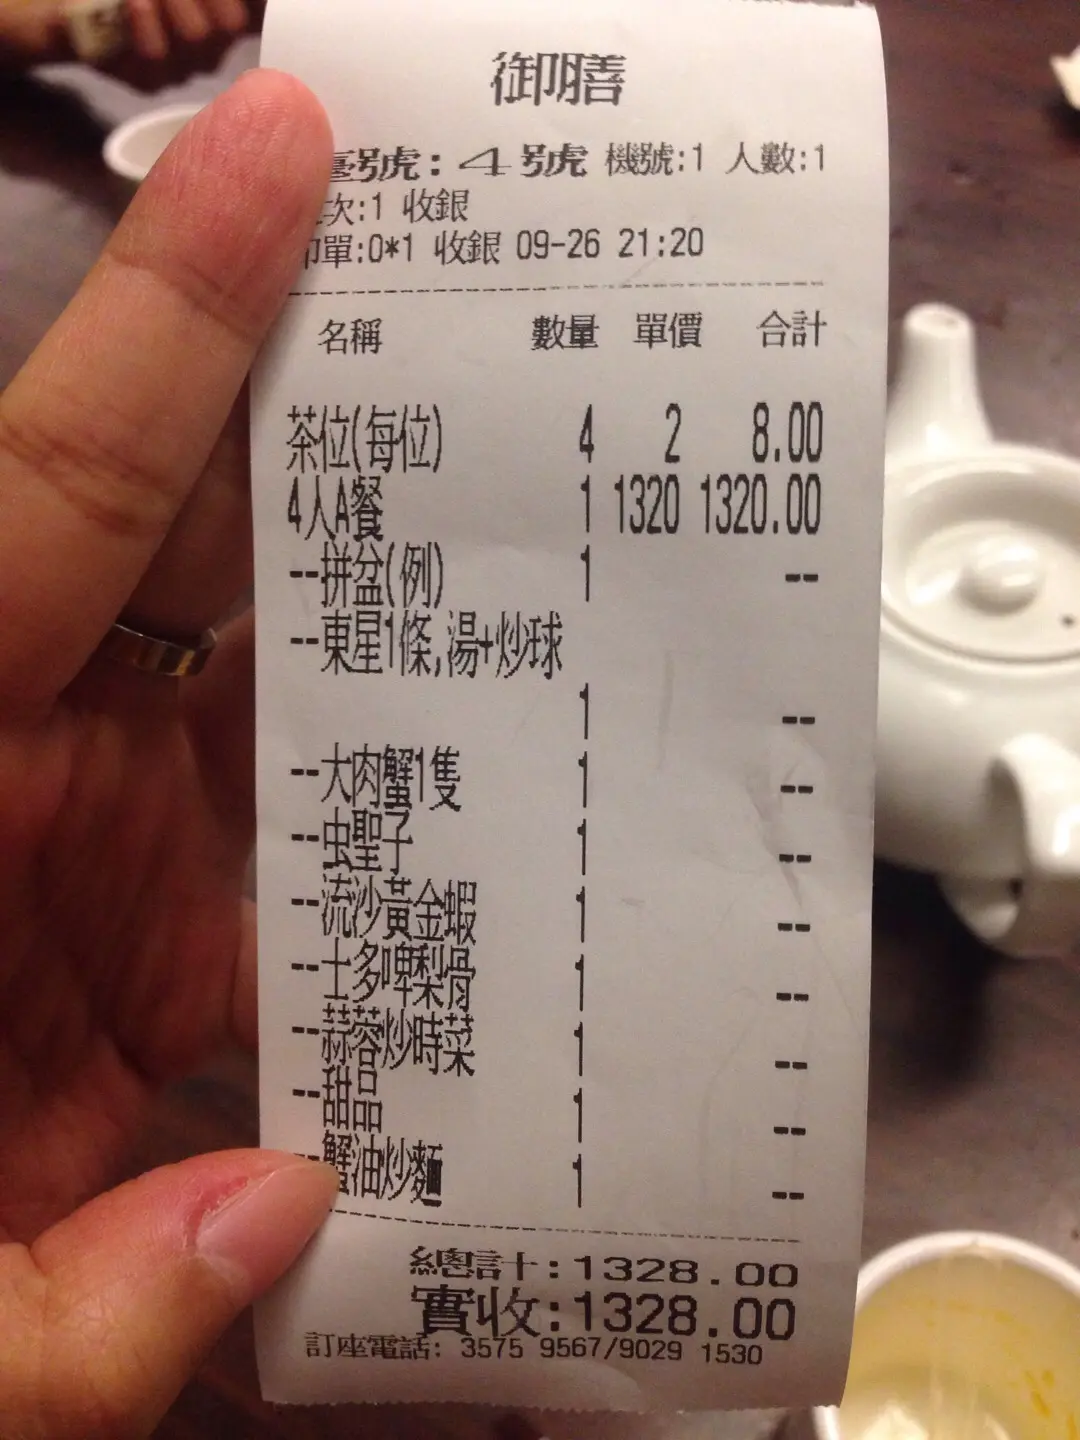 御膳
臺號:4號 機號:1 人數:1
次:1 收銀
印單:0*1 收銀 09-26 21:20
名稱 數量 單價 合計
茶位(每位) 4 2 8.00
4人A餐 1 1320 1320.00
--拼盆(例) 1 --
--東星1條,湯+炒球
1 --
--大肉蟹1隻 1 --
--虫聖子 1 --
--流沙黃金蝦 1 --
--士多啤梨骨 1 --
--蒜蓉炒時菜 1 --
--甜品 1 --
--蟹油炒麵 1 --
總計:1328.00
實收:1328.00
訂座電話: 3575 9567/9029 1530